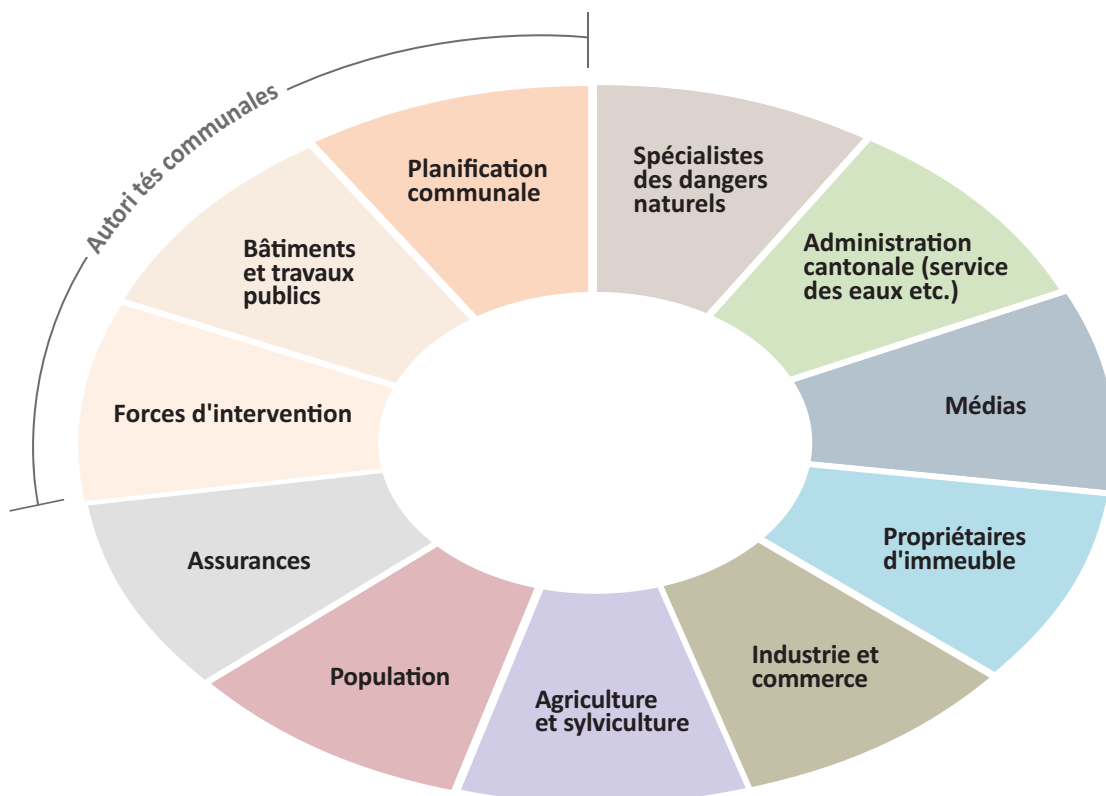 Autori tés communales
Planification
communale
Spécialistes
des dangers
naturels
Bâtiments
et travaux
publics
Administration
cantonale (service
des eaux etc.)
Forces d'intervention
Médias
Assurances
Propriétaires
d'immeuble
Population
Agriculture
et sylviculture
Industrie et
commerce